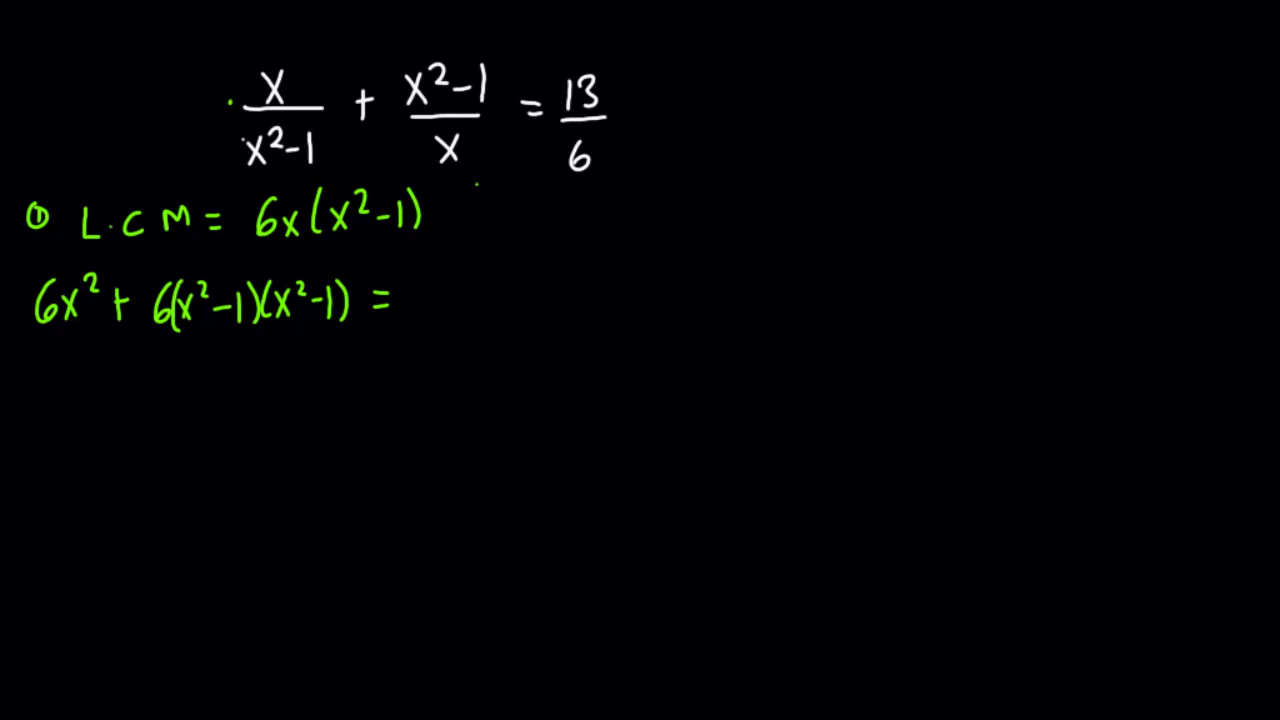 x/(x²-1) + (x²-1)/x = 13/6
① L.C M = 6x(x²-1)
6x² + 6(x²-1)(x²-1) =